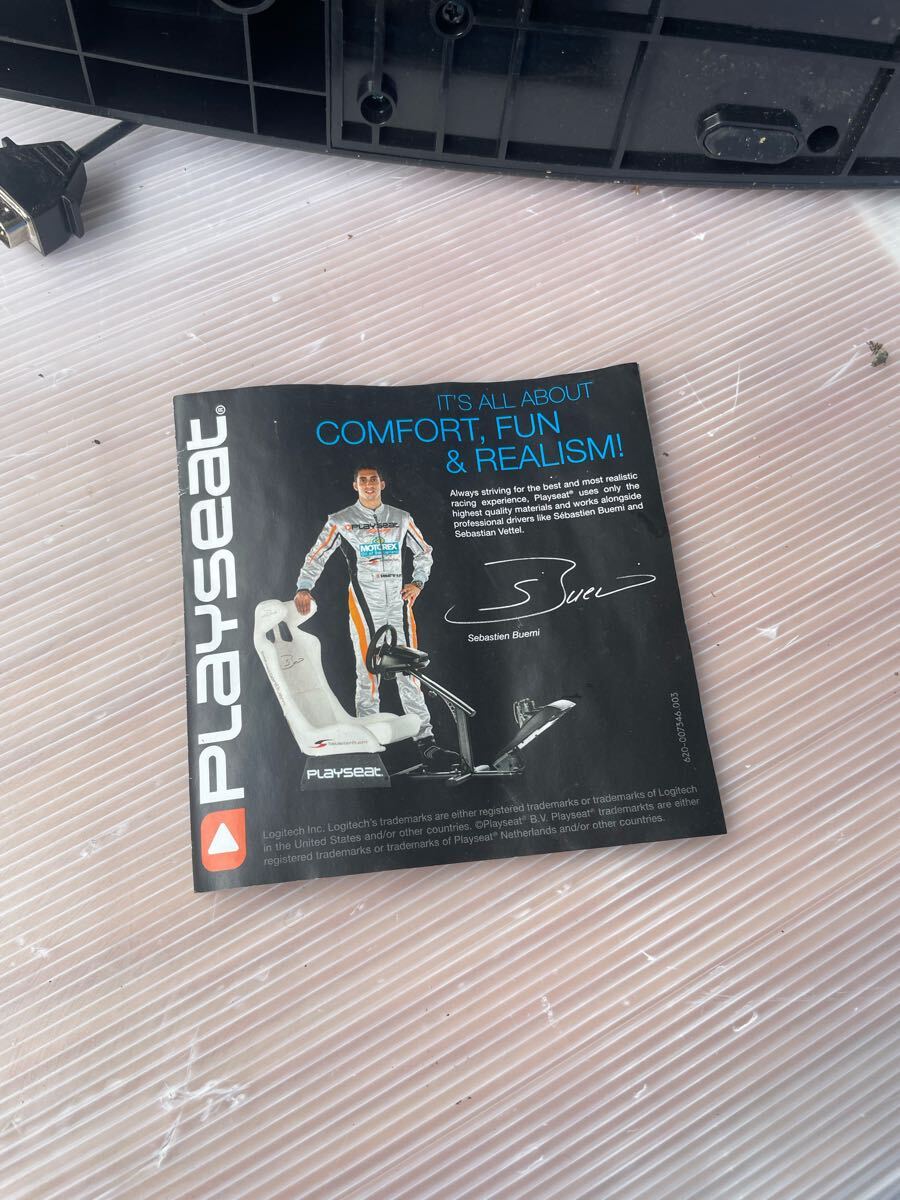 PLAYSEAT®
IT'S ALL ABOUT
COMFORT, FUN
& REALISM!
Always striving for the best and most realistic
racing experience, Playseat® uses only the
highest quality materials and works alongside
professional drivers like Sébastien Buemi and
Sebastian Vettel.
S. Buemi
Sebastien Buemi
PLAYSEAT
MOTOREX
PLAYSEAT.
620-007346.003
Logitech Inc. Logitech's trademarks are either registered trademarks or trademarks of Logitech
in the United States and/or other countries. ©Playseat® B.V. Playseat® trademarkts are either
registered trademarks or trademarks of Playseat® Netherlands and/or other countries.